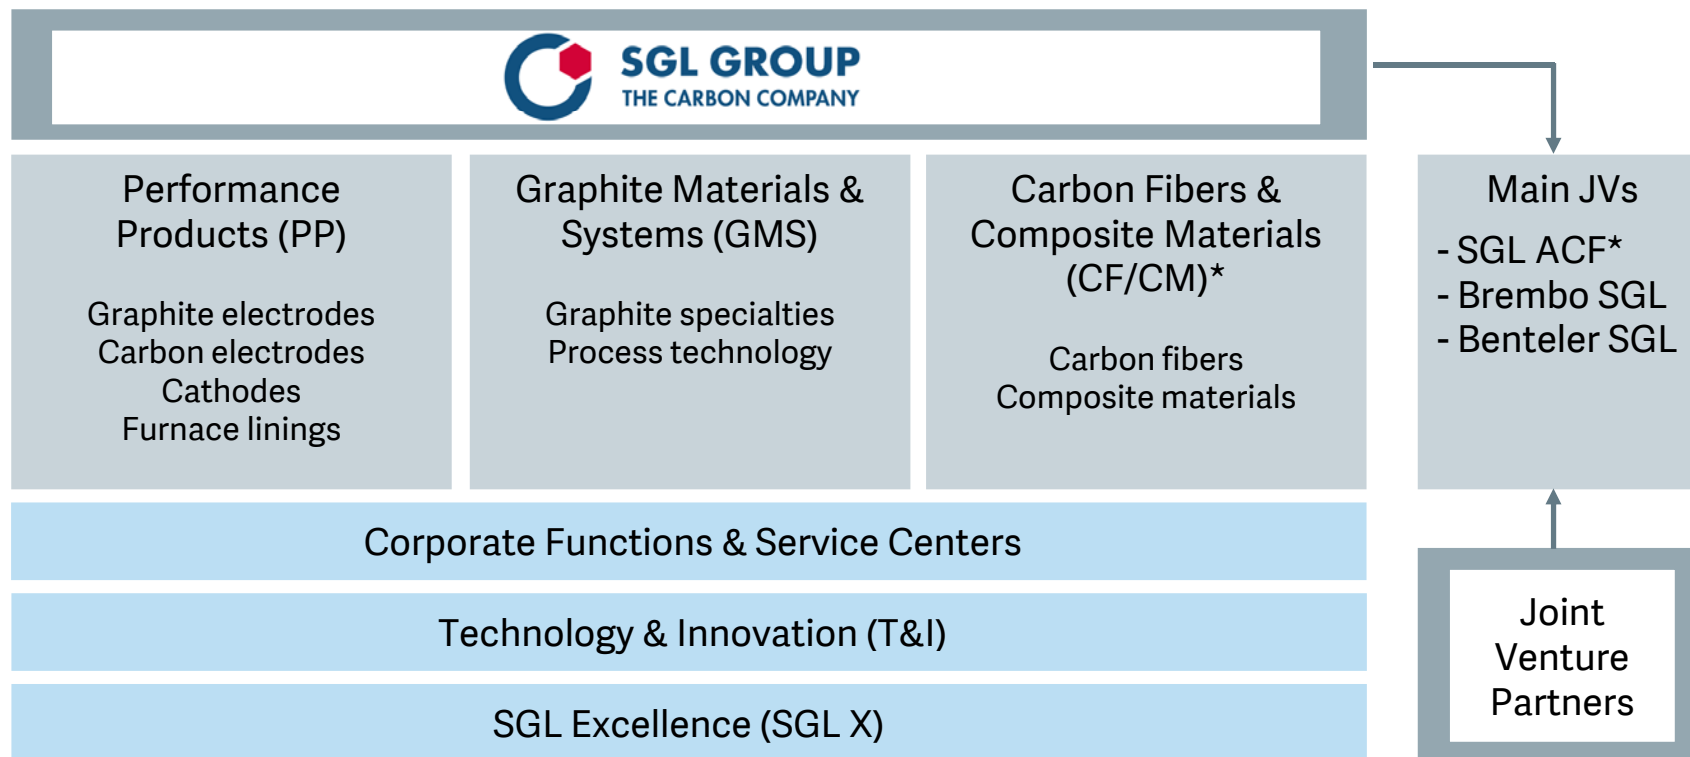 SGL GROUP
THE CARBON COMPANY
Performance
Products (PP)
Graphite electrodes
Carbon electrodes
Cathodes
Furnace linings
Graphite Materials &
Systems (GMS)
Graphite specialties
Process technology
Carbon Fibers &
Composite Materials
(CF/CM)*
Carbon fibers
Composite materials
Main JVs
- SGL ACF*
- Brembo SGL
- Benteler SGL
Corporate Functions & Service Centers
Technology & Innovation (T&I)
SGL Excellence (SGL X)
Joint
Venture
Partners